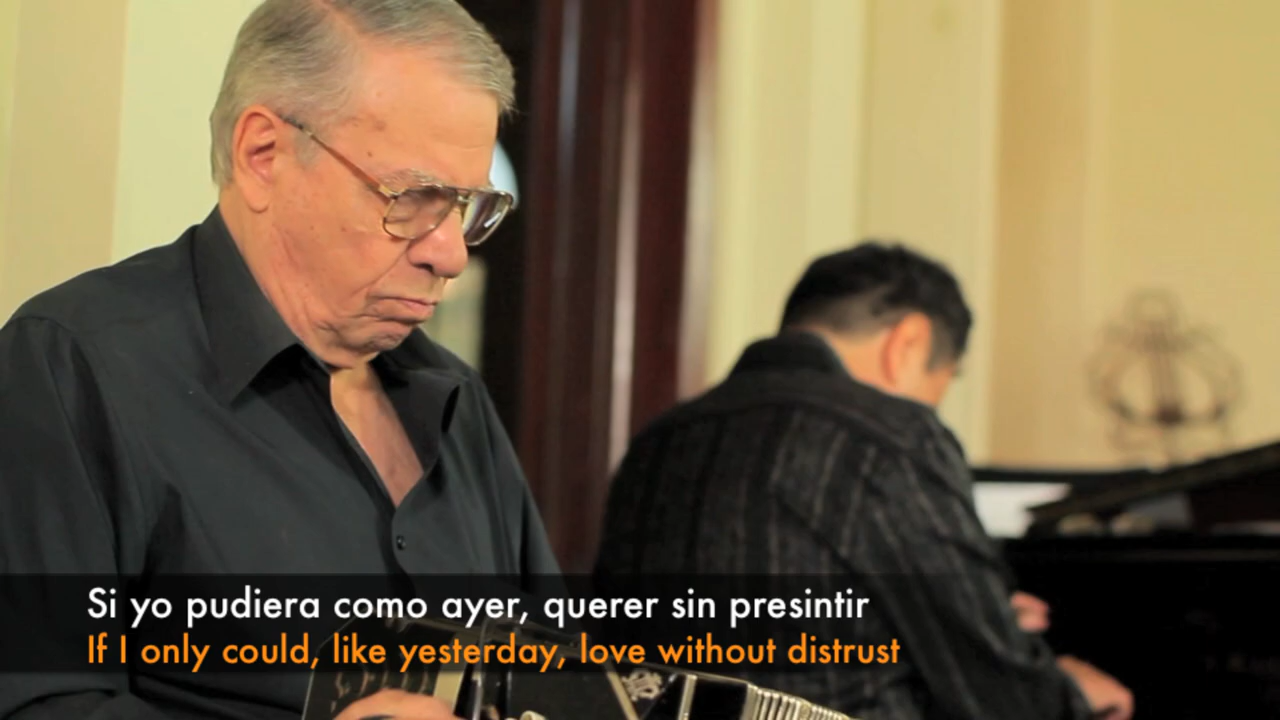 Si yo pudiera como ayer, querer sin presintir
If I only could, like yesterday, love without distrust